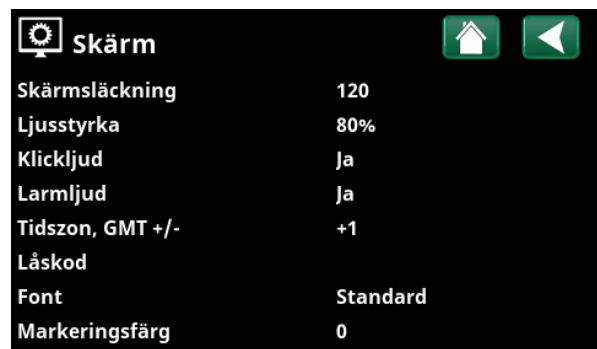 Skärm
Skärmsläckning 120
Ljusstyrka 80%
Klickljud Ja
Larmljud Ja
Tidszon, GMT +/- +1
Låskod
Font Standard
Markeringsfärg 0